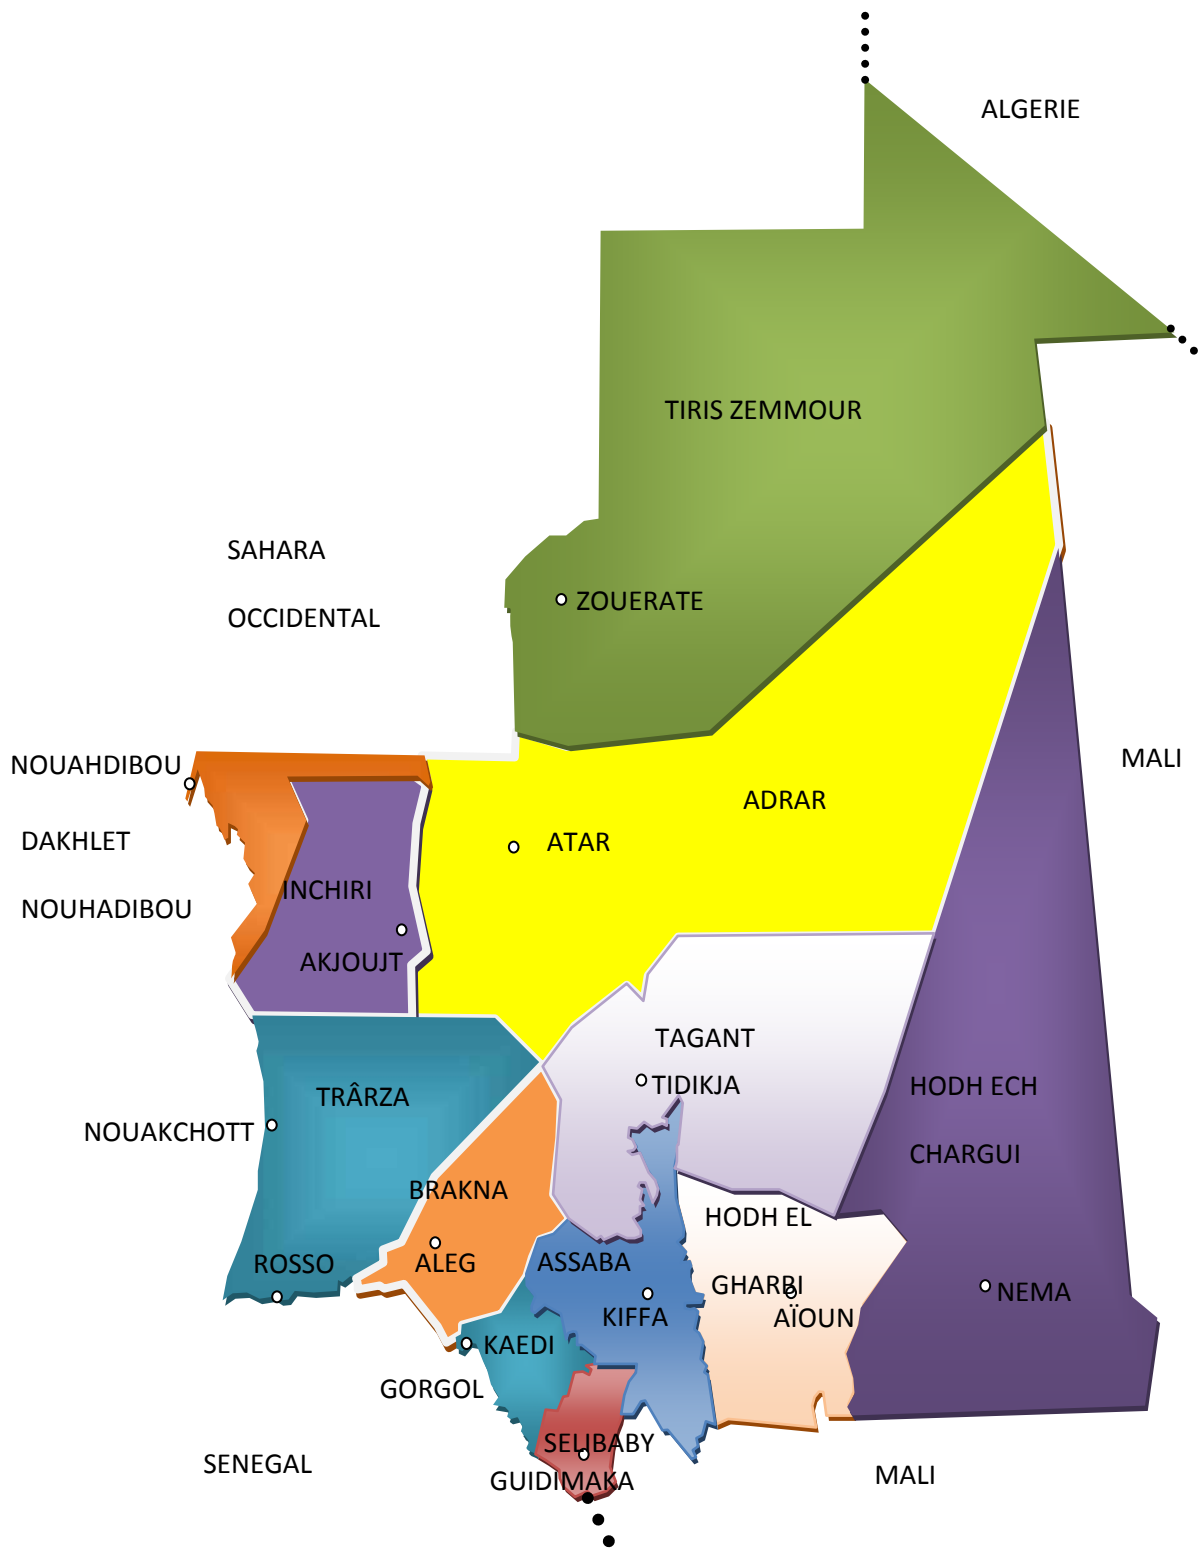 ALGERIE
TIRIS ZEMMOUR
SAHARA
OCCIDENTAL
ZOUERATE
NOUAHDIBOU
MALI
ADRAR
DAKHLET
ATAR
NOUHADIBOU
INCHIRI
AKJOUJT
TAGANT
TIDIKJA
HODH ECH
CHARGUI
TRÂRZA
NOUAKCHOTT
BRAKNA
HODH EL
GHARBI
ROSSO
ALEG
ASSABA
NEMA
KIFFA
AÏOUN
KAEDI
GORGOL
SELIBABY
SENEGAL
GUIDIMAKA
MALI